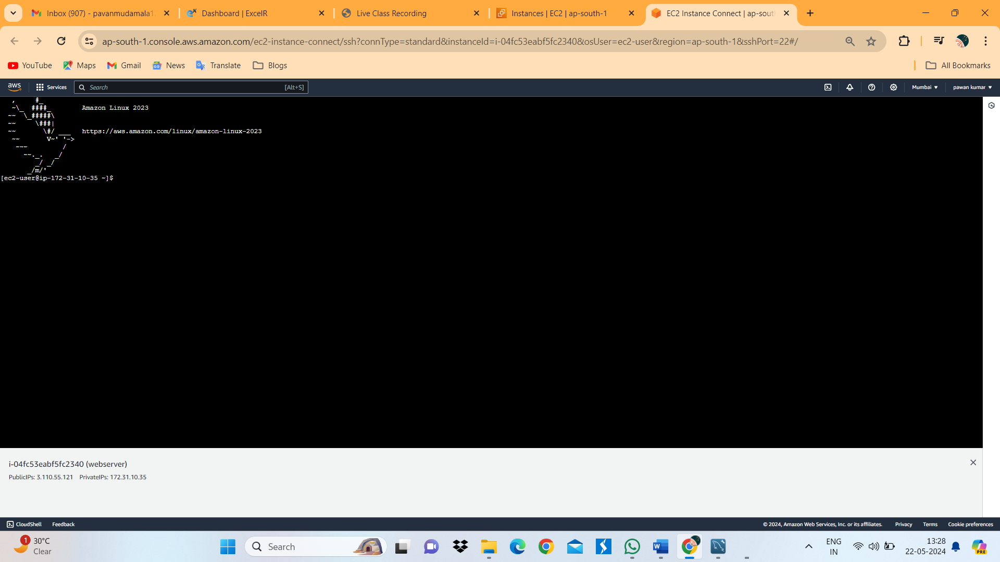 Inbox (907) - pavanmudamala1
Dashboard | ExcelR
Live Class Recording
Instances | EC2 | ap-south-1
EC2 Instance Connect | ap-sout
ap-south-1.console.aws.amazon.com/ec2-instance-connect/ssh?connType=standard&instanceId=i-04fc53eabf5fc2340&osUser=ec2-user&region=ap-south-1&sshPort=22#/
YouTube
Maps
Gmail
News
Translate
Blogs
All Bookmarks
aws
Services
Search
[Alt+S]
Mumbai
pawan kumar
   ,     #_
   ~\_  ####_        Amazon Linux 2023
  ~~  \_#####\
  ~~     \###|
  ~~       \#/ ___   https://aws.amazon.com/linux/amazon-linux-2023
   ~~       V~' '->
    ~~~         /
      ~~._.   _/
         _/ _/
       _/m/'
[ec2-user@ip-172-31-10-35 ~]$
i-04fc53eabf5fc2340 (webserver)
PublicIPs: 3.110.55.121 PrivateIPs: 172.31.10.35
CloudShell
Feedback
© 2024, Amazon Web Services, Inc. or its affiliates.
Privacy
Terms
Cookie preferences
1
30°C
Clear
Search
W
PRE
ENG
IN
13:28
22-05-2024